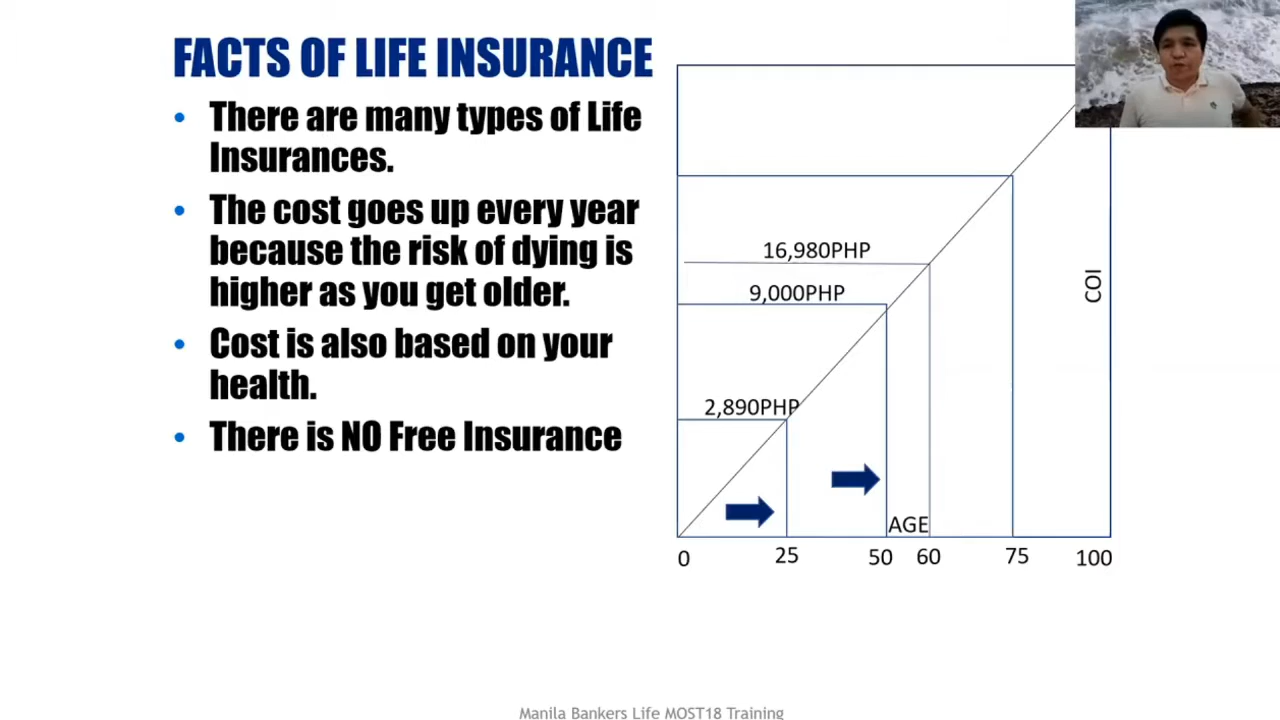 FACTS OF LIFE INSURANCE
• There are many types of Life
Insurances.
• The cost goes up every year
because the risk of dying is
higher as you get older.
• Cost is also based on your
health.
• There is NO Free Insurance
16,980PHP
9,000PHP
2,890PHP
COI
AGE
0 25 50 60 75 100
Manila Bankers Life MOST18 Training